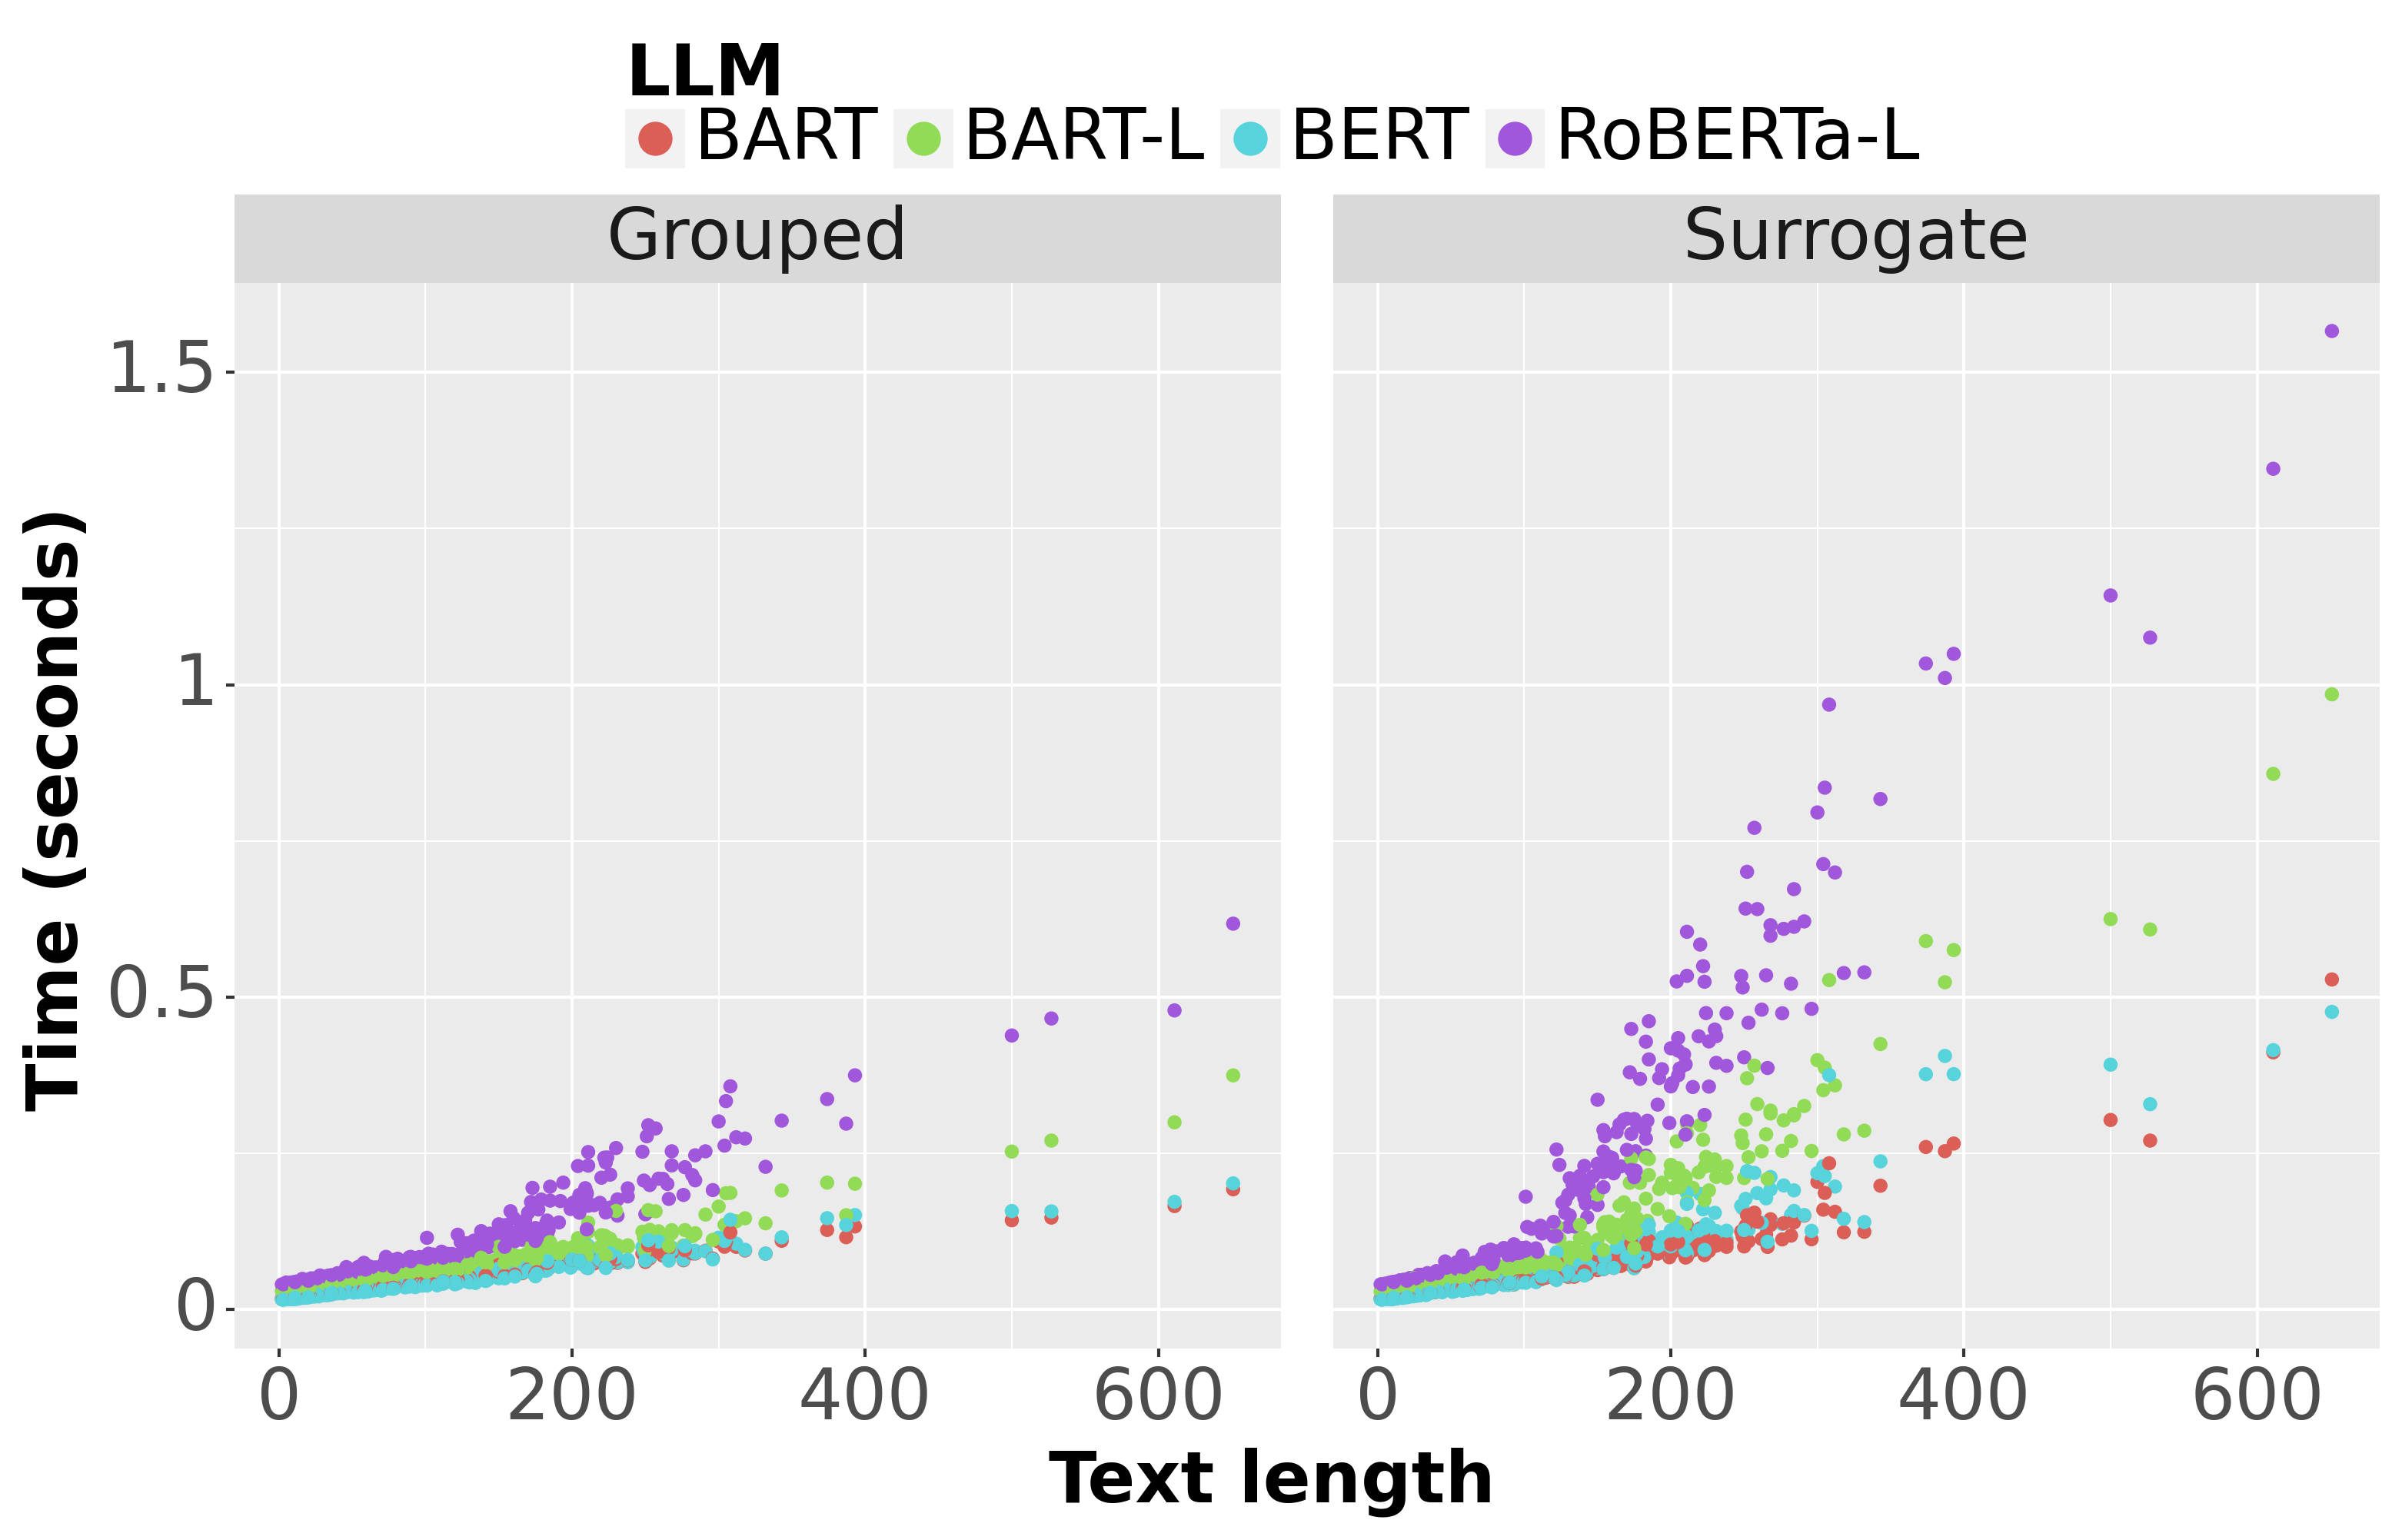 LLM
BART BART-L BERT RoBERTa-L
Grouped Surrogate
Time (seconds)
1.5
1
0.5
0
0 200 400 600 0 200 400 600
Text length